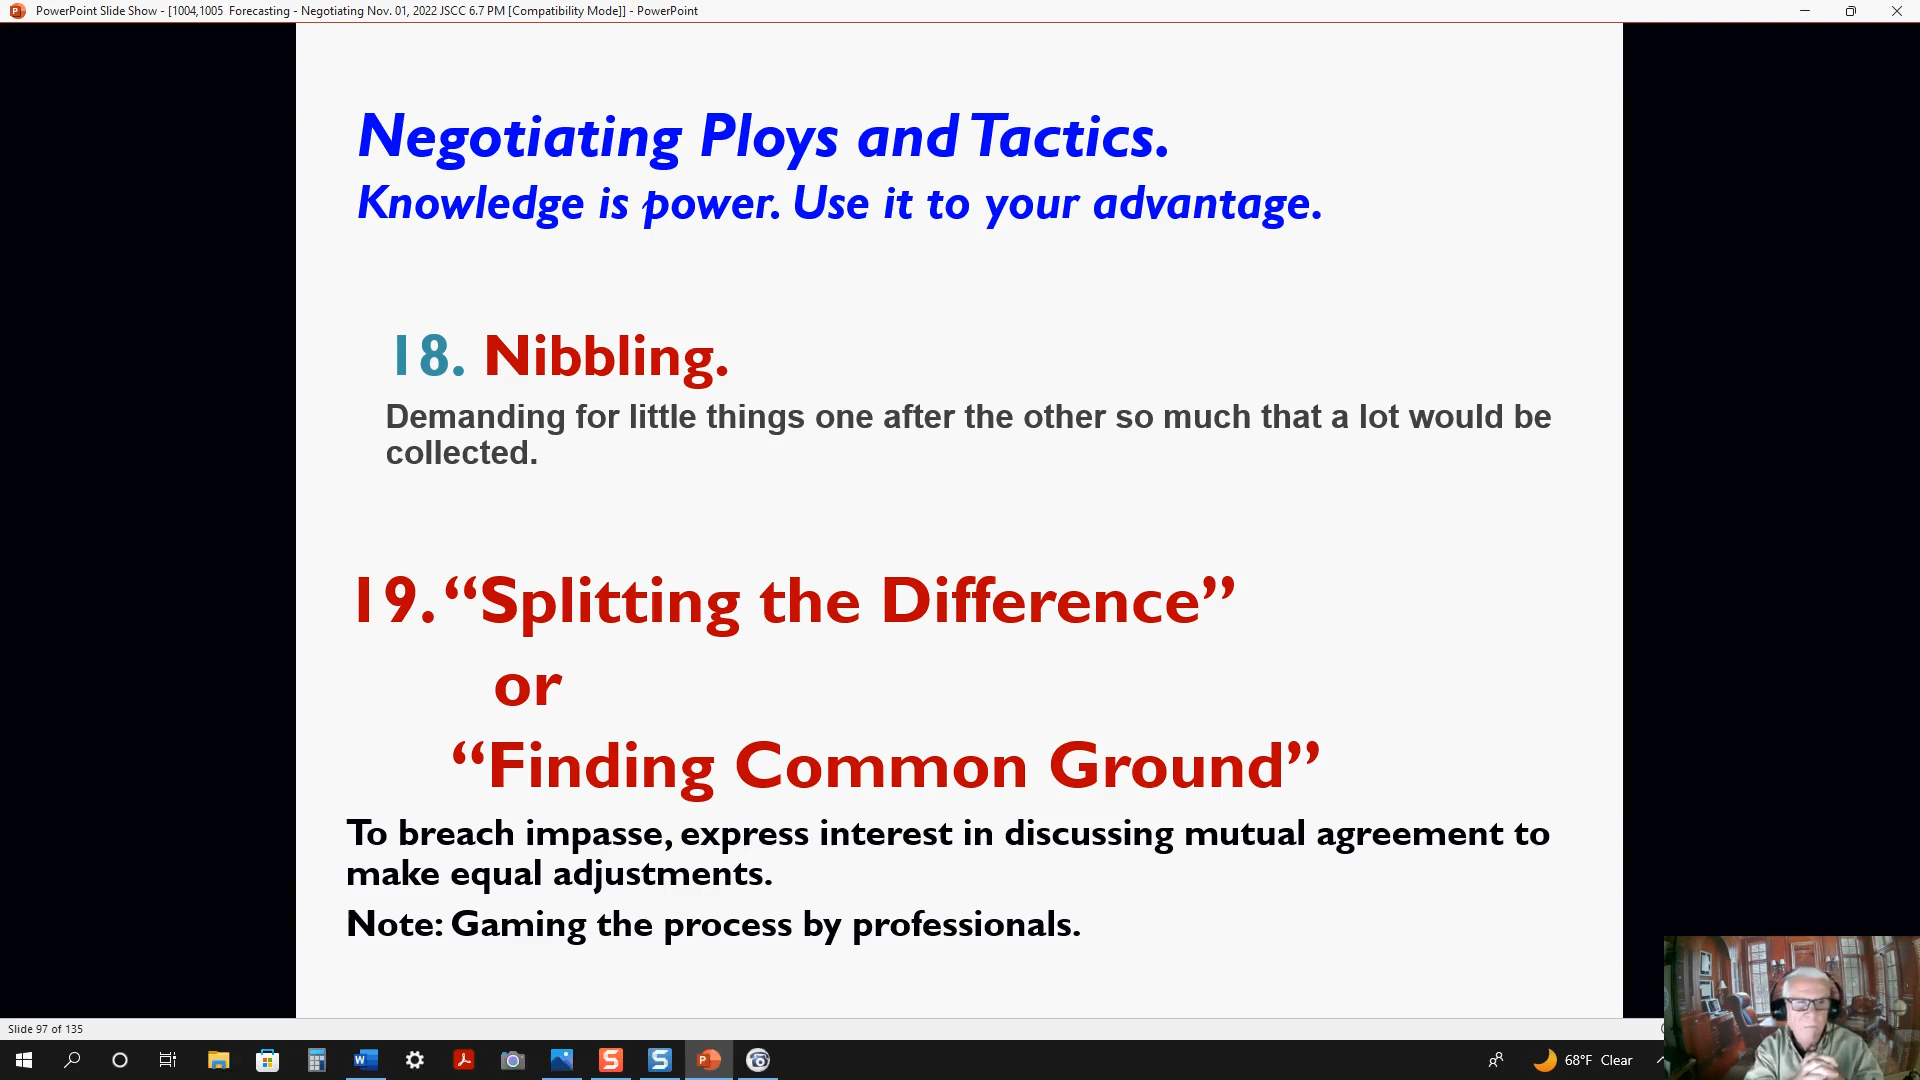 PowerPoint Slide Show - [1004,1005  Forecasting - Negotiating Nov. 01, 2022 JSCC 6.7 PM [Compatibility Mode]] - PowerPoint
Negotiating Ploys and Tactics.
Knowledge is power. Use it to your advantage.
18. Nibbling.
Demanding for little things one after the other so much that a lot would be
collected.
19. “Splitting the Difference”
or
“Finding Common Ground”
To breach impasse, express interest in discussing mutual agreement to
make equal adjustments.
Note: Gaming the process by professionals.
Slide 97 of 135
68°F Clear